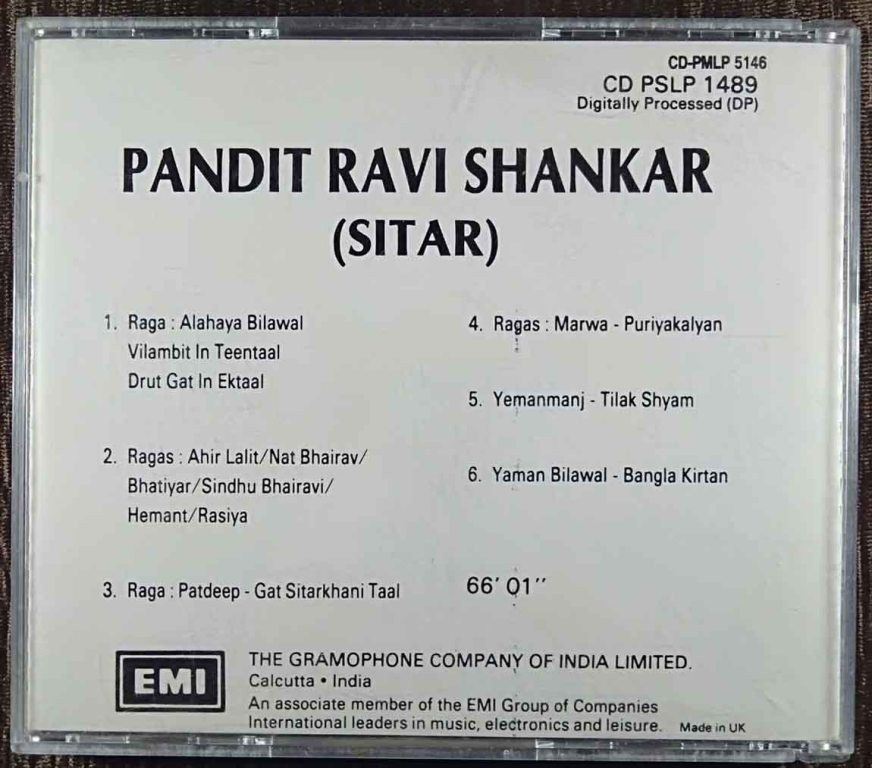 CD-PMLP 5146
CD PSLP 1489
Digitally Processed (DP)
PANDIT RAVI SHANKAR
(SITAR)
1. Raga : Alahaya Bilawal
Vilambit In Teentaal
Drut Gat In Ektaal
2. Ragas : Ahir Lalit/Nat Bhairav/
Bhatiyar/Sindhu Bhairavi/
Hemant/Rasiya
3. Raga : Patdeep - Gat Sitarkhani Taal
4. Ragas : Marwa - Puriyakalyan
5. Yemanmanj - Tilak Shyam
6. Yaman Bilawal - Bangla Kirtan
66' 01''
EMI
THE GRAMOPHONE COMPANY OF INDIA LIMITED.
Calcutta • India
An associate member of the EMI Group of Companies
International leaders in music, electronics and leisure.
Made in UK